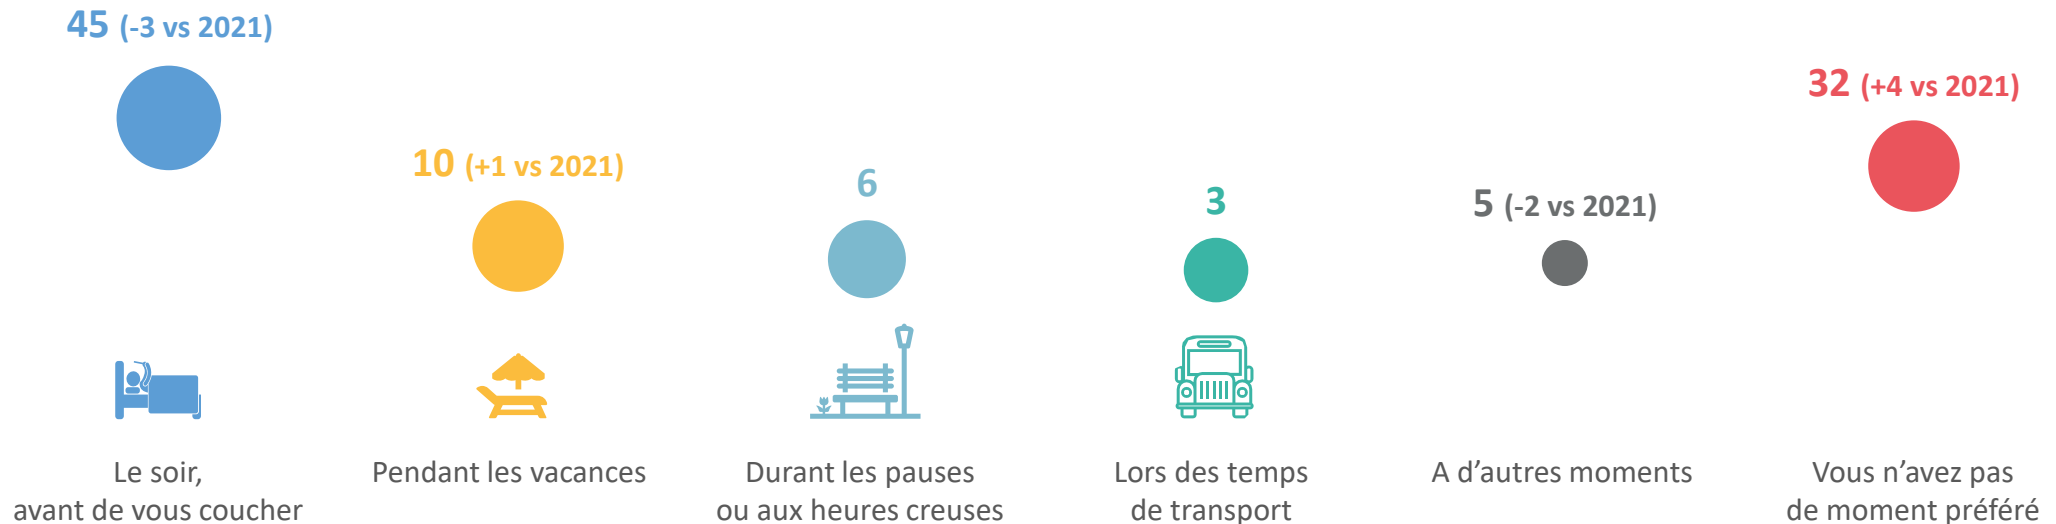 45 (-3 vs 2021)
10 (+1 vs 2021)
6
3
5 (-2 vs 2021)
32 (+4 vs 2021)
Le soir,
avant de vous coucher
Pendant les vacances
Durant les pauses
ou aux heures creuses
Lors des temps
de transport
A d'autres moments
Vous n'avez pas
de moment préféré